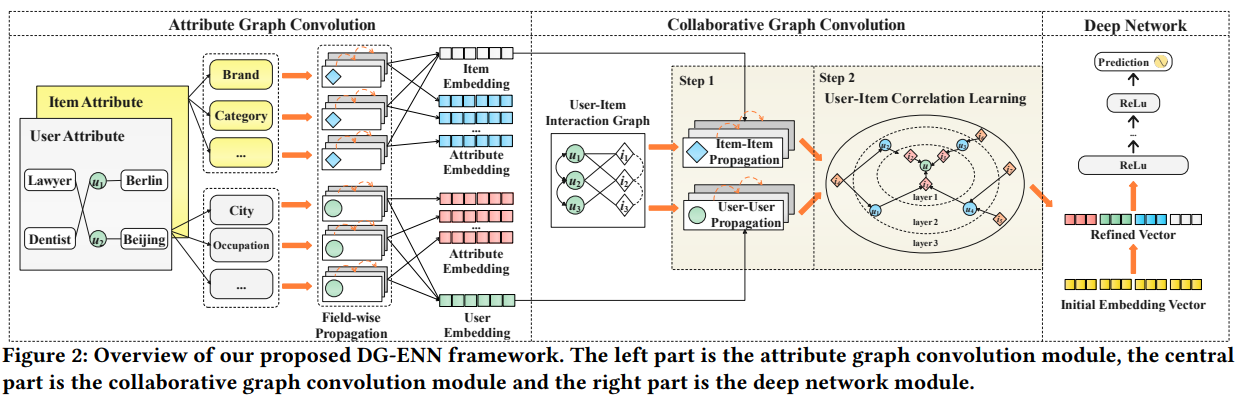 Attribute Graph Convolution
Item Attribute
User Attribute
Lawyer
u1
Berlin
Dentist
u2
Beijing
Brand
Category
...
City
Occupation
...
Field-wise
Propagation
Item
Embedding
...
Attribute
Embedding
...
Attribute
Embedding
User
Embedding
Collaborative Graph Convolution
User-Item
Interaction Graph
u1
i1
u2
i2
u3
i3
Step 1
Item-Item
Propagation
User-User
Propagation
Step 2
User-Item Correlation Learning
u
layer 1
layer 2
layer 3
Deep Network
Prediction
ReLu
...
ReLu
Refined Vector
Initial Embedding Vector
Figure 2: Overview of our proposed DG-ENN framework. The left part is the attribute graph convolution module, the central
part is the collaborative graph convolution module and the right part is the deep network module.